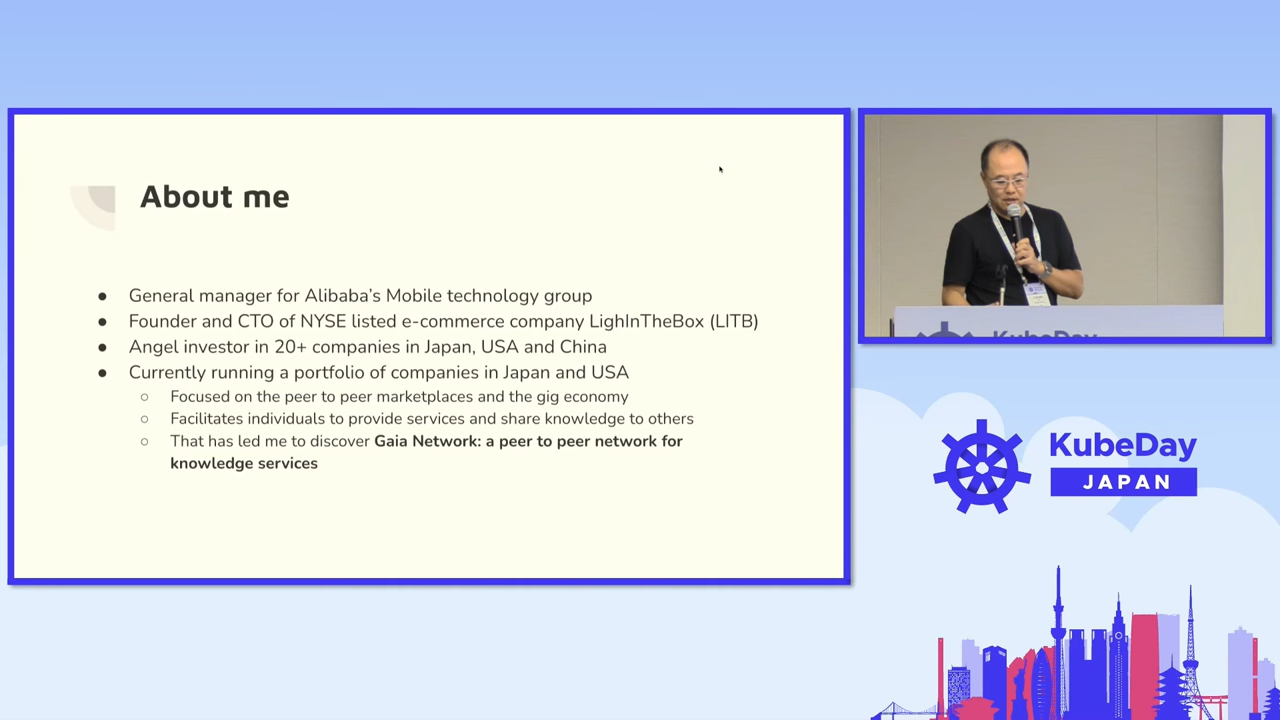 About me
● General manager for Alibaba's Mobile technology group
● Founder and CTO of NYSE listed e-commerce company LighInTheBox (LITB)
● Angel investor in 20+ companies in Japan, USA and China
● Currently running a portfolio of companies in Japan and USA
○ Focused on the peer to peer marketplaces and the gig economy
○ Facilitates individuals to provide services and share knowledge to others
○ That has led me to discover Gaia Network: a peer to peer network for
knowledge services
KubeDay
KubeDay
JAPAN